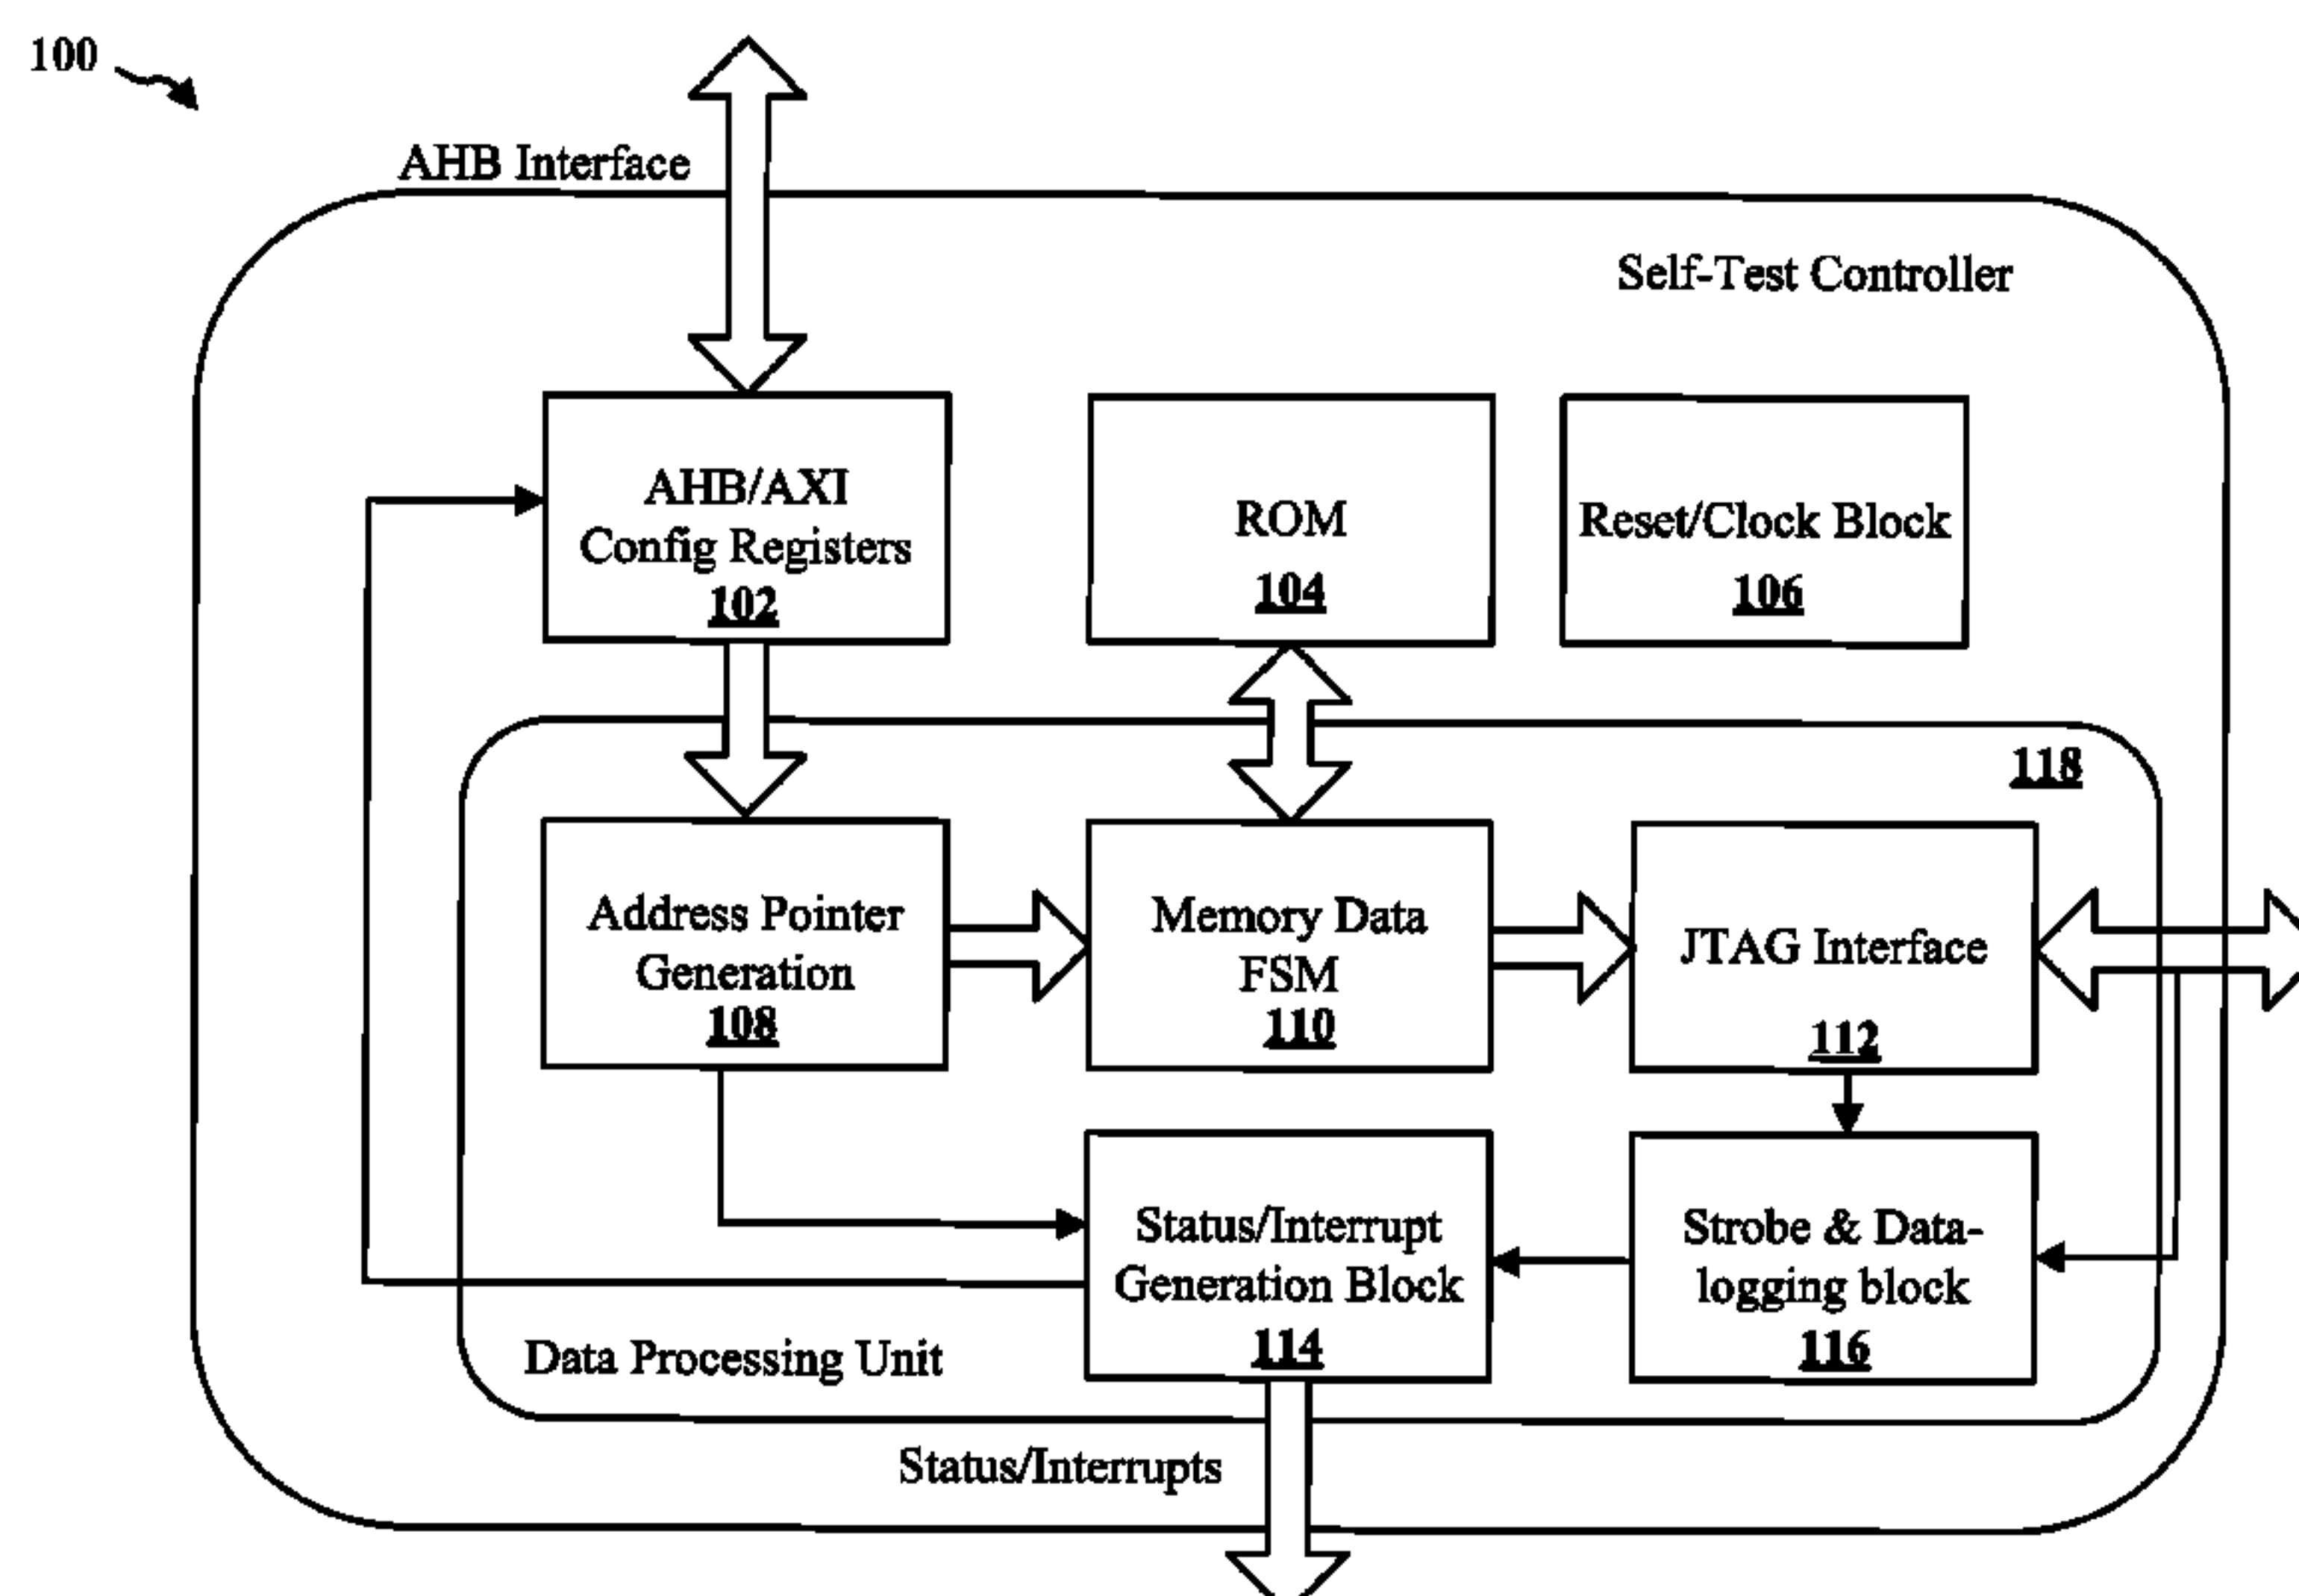 100
AHB Interface
Self-Test Controller
AHB/AXI
Config Registers
102
ROM
104
Reset/Clock Block
106
118
Address Pointer
Generation
108
Memory Data
FSM
110
JTAG Interface
112
Status/Interrupt
Generation Block
114
Strobe & Data-
logging block
116
Data Processing Unit
Status/Interrupts